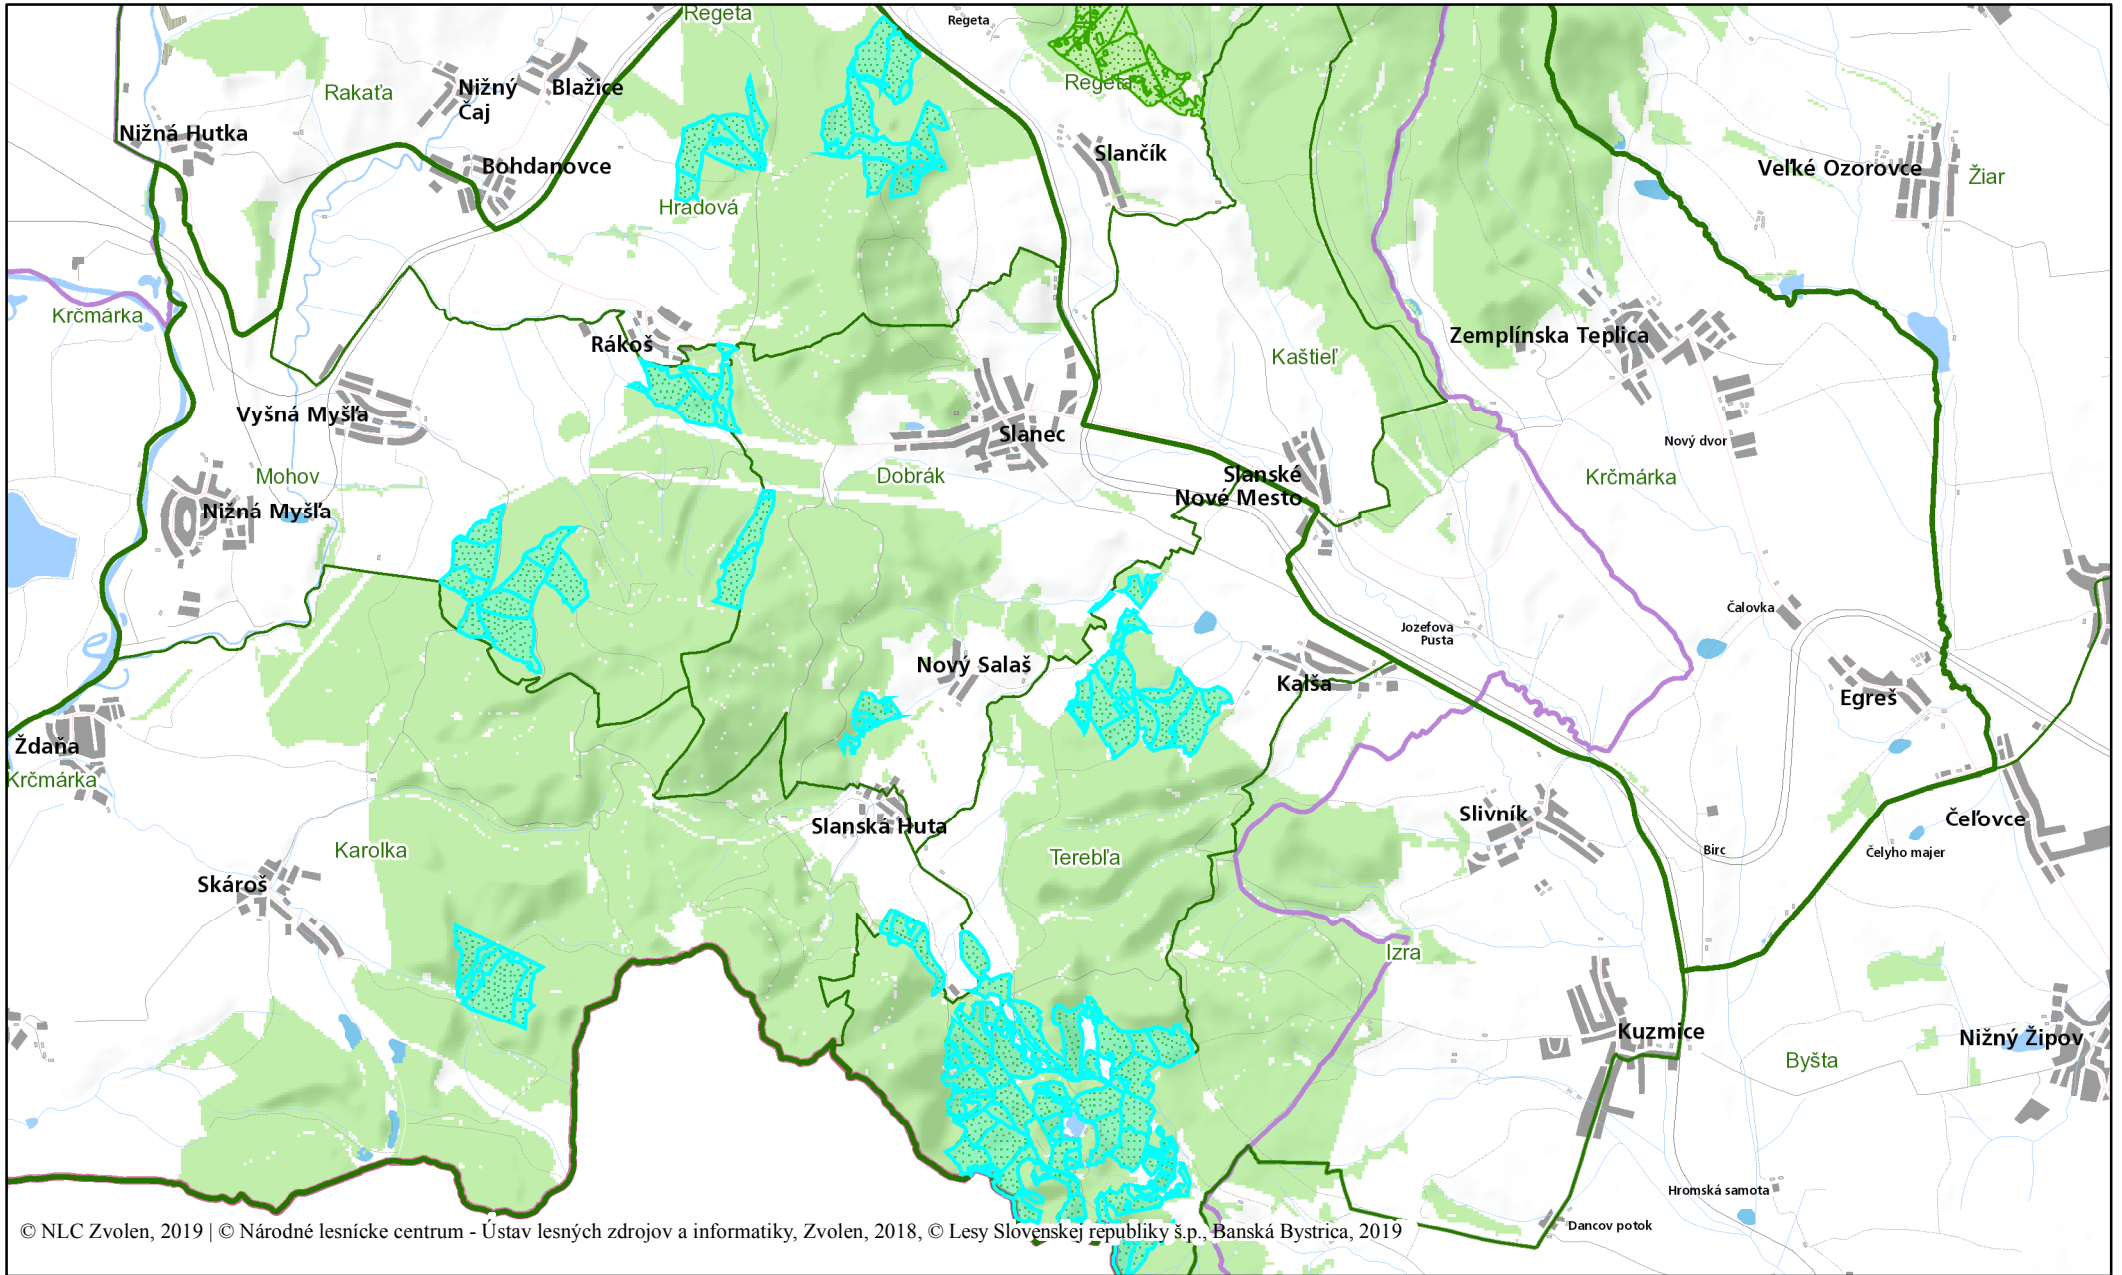 Regeta
Regeta
Rakaťa
Nižný
Čaj
Blažice
Regeta
Nižná Hutka
Bohdanovce
Slančík
Veľké Ozorovce
Žiar
Hradová
Krčmárka
Rákoš
Kaštieľ
Zemplínska Teplica
Vyšná Myšľa
Slanec
Nový dvor
Mohov
Dobrák
Slanské
Nové Mesto
Krčmárka
Nižná Myšľa
Čalovka
Jozefova
Pusta
Nový Salaš
Kalša
Egreš
Ždaňa
Krčmárka
Slanská Huta
Slivník
Čeľovce
Karolka
Terebľa
Birc
Čelyho majer
Skároš
Izra
Kuzmice
Byšta
Nižný Žipov
Hromská samota
Dancov potok
© NLC Zvolen, 2019 | © Národné lesnícke centrum - Ústav lesných zdrojov a informatiky, Zvolen, 2018, © Lesy Slovenskej republiky š.p., Banská Bystrica, 2019